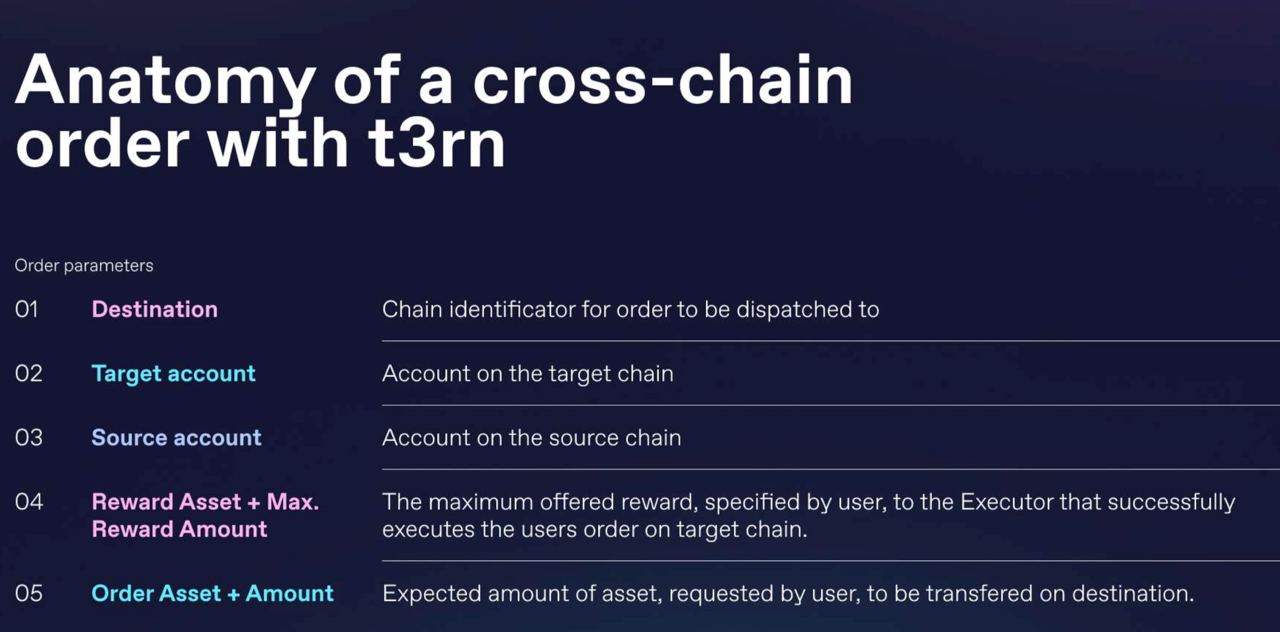 Anatomy of a cross-chain
order with t3rn
Order parameters
01 Destination Chain identificator for order to be dispatched to
02 Target account Account on the target chain
03 Source account Account on the source chain
04 Reward Asset + Max. The maximum offered reward, specified by user, to the Executor that successfully
Reward Amount executes the users order on target chain.
05 Order Asset + Amount Expected amount of asset, requested by user, to be transfered on destination.